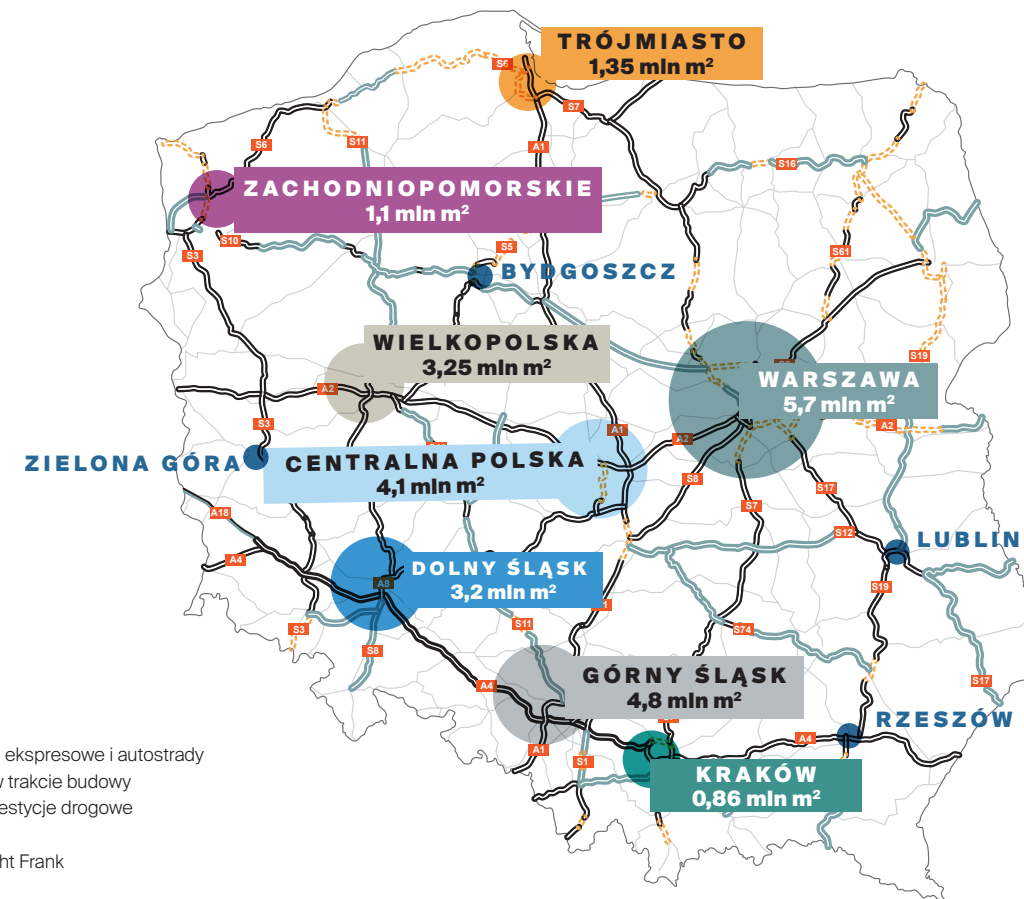 TRÓJMIASTO
1,35 mln m²
S6
S7
S6
S11
A1
S16
ZACHODNIOPOMORSKIE
1,1 mln m²
S10
S3
S5
BYDGOSZCZ
S61
WIELKOPOLSKA
3,25 mln m²
S19
WARSZAWA
5,7 mln m²
A2
S3
A1
A2
A2
ZIELONA GÓRA
CENTRALNA POLSKA
4,1 mln m²
S8
S17
A18
S7
S12
LUBLIN
A4
DOLNY ŚLĄSK
3,2 mln m²
A8
S19
S3
S11
S74
S8
GÓRNY ŚLĄSK
4,8 mln m²
A4
S17
RZESZÓW
A4
A1
S1
KRAKÓW
0,86 mln m²
ekspresowe i autostrady
w trakcie budowy
estycje drogowe
ht Frank